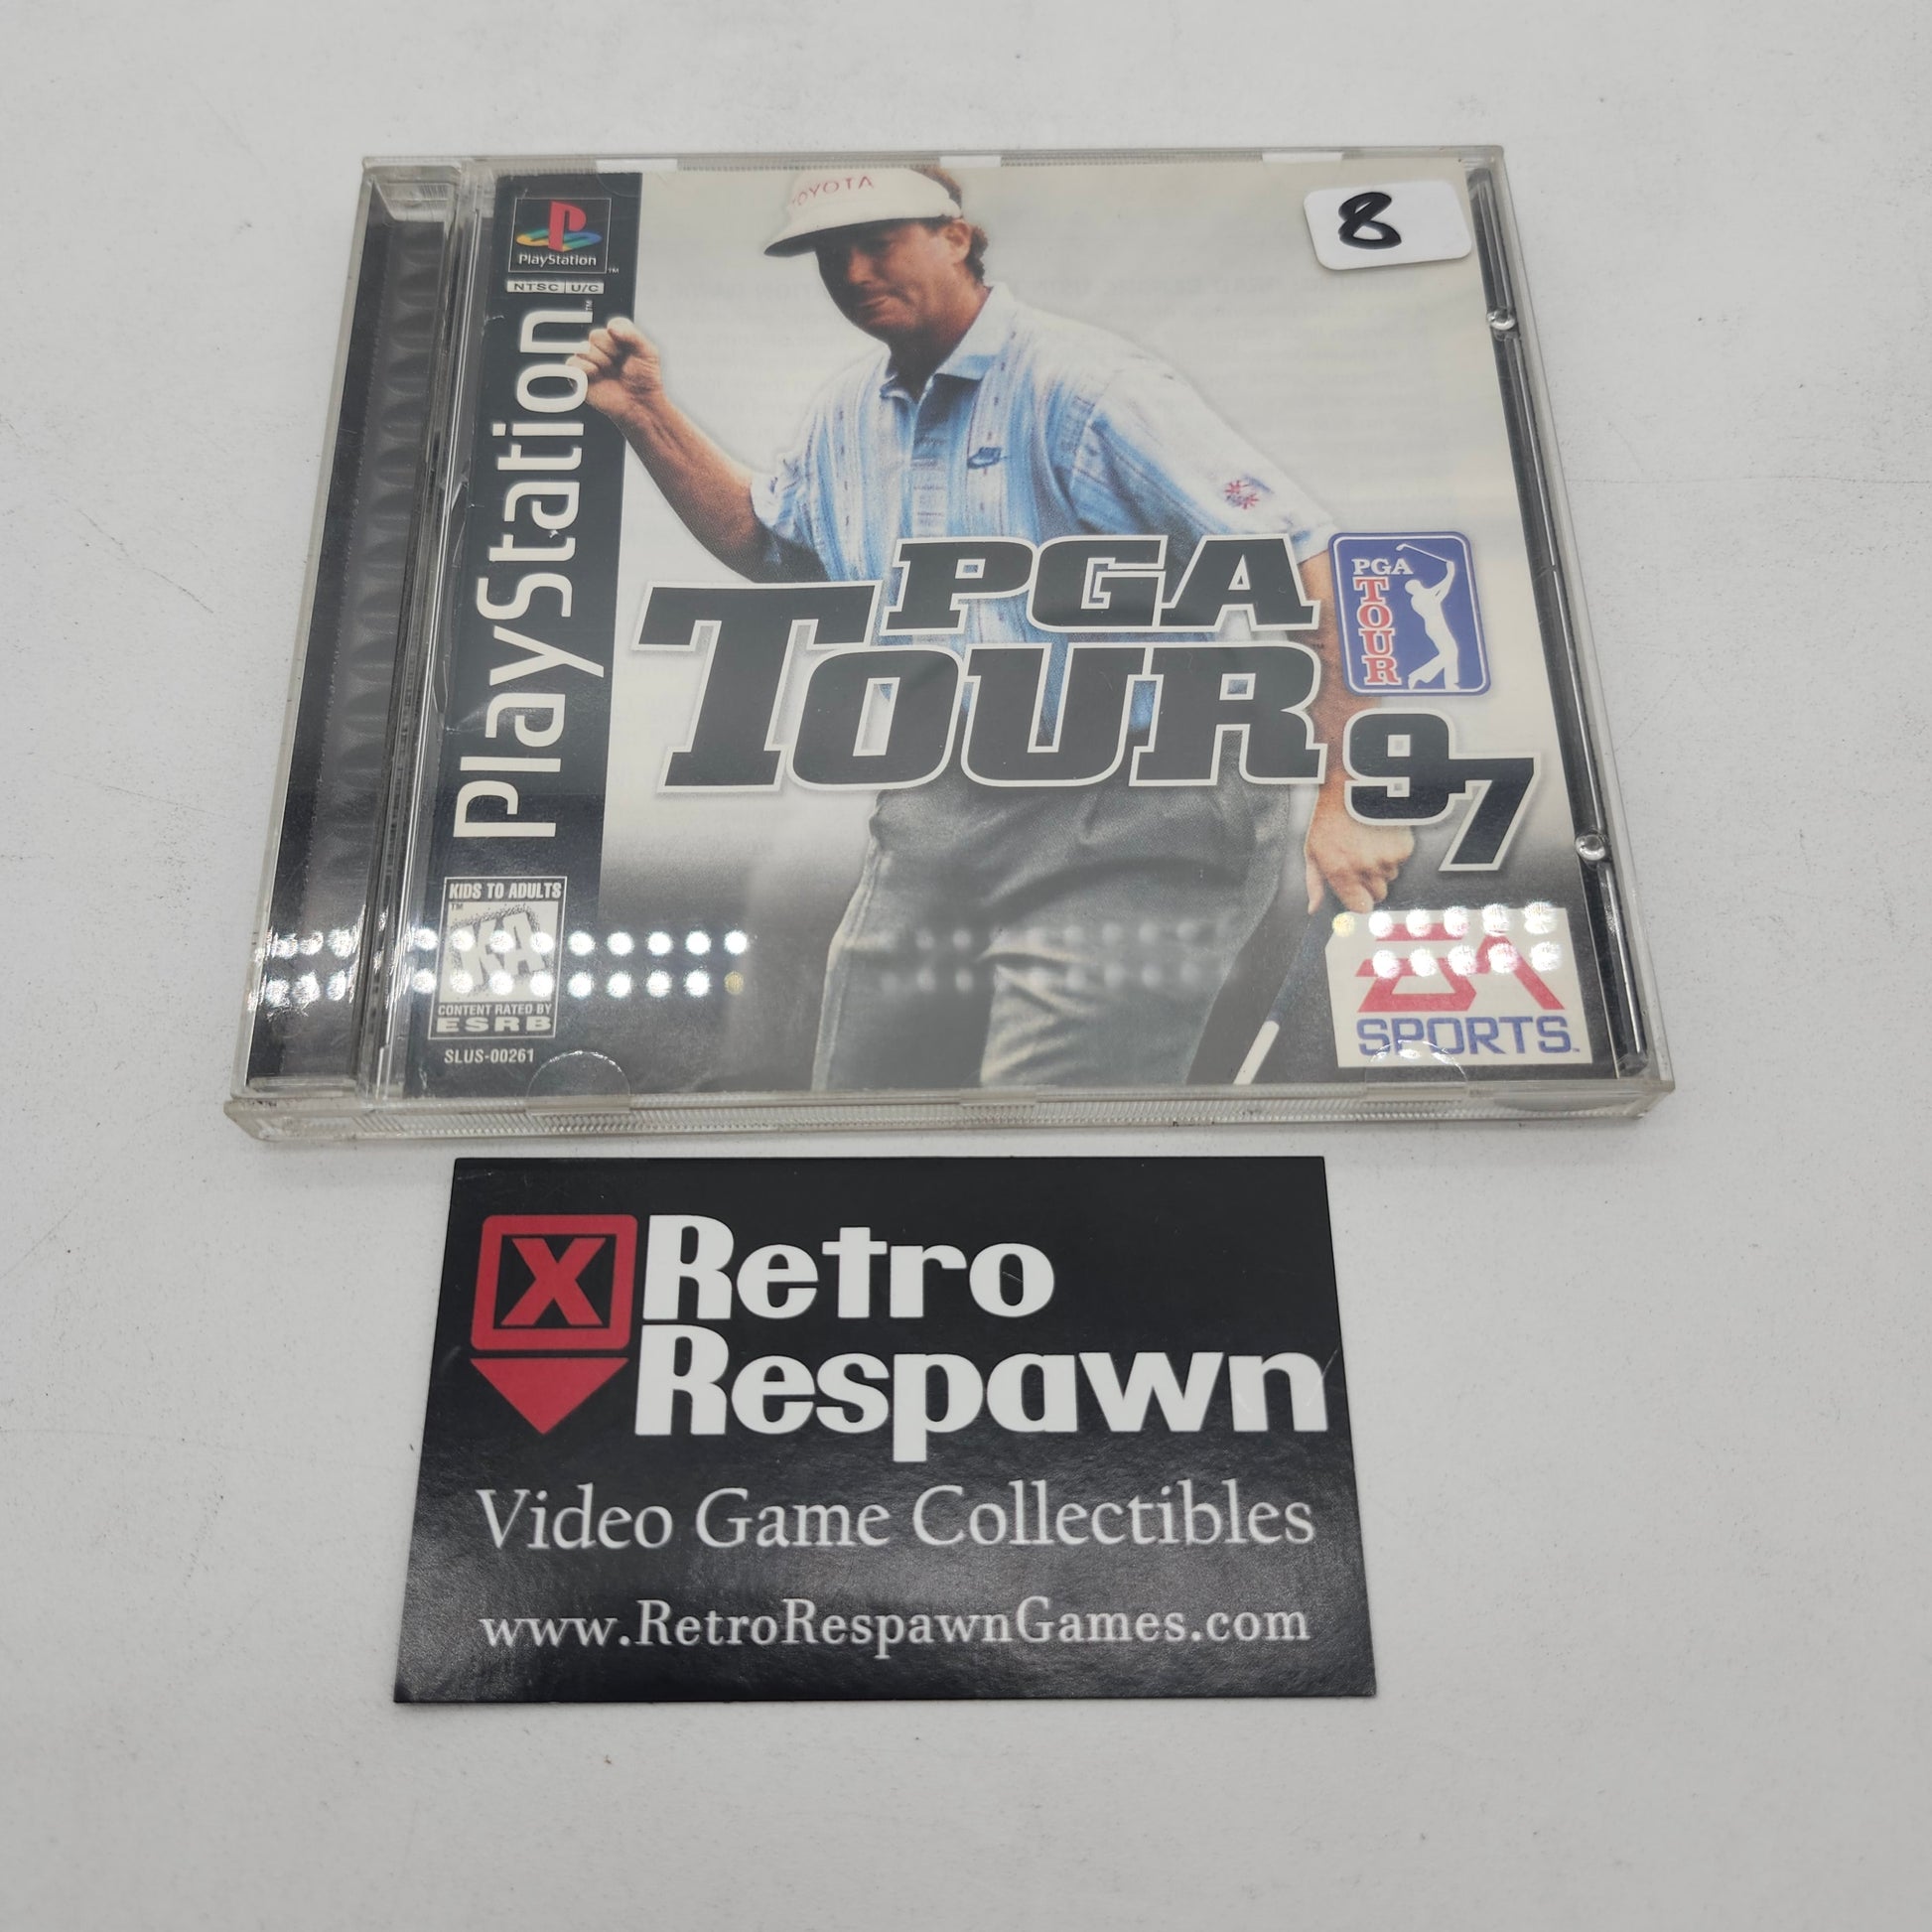 PlayStation
NTSC U/C
PlayStation
TOYOTA
8
PGA
TOUR
97
PGA
TOUR
KIDS TO ADULTS
KA
CONTENT RATED BY
ESRB
SLUS-00261
EA
SPORTS
X
Retro
Respawn
Video Game Collectibles
www.RetroRespawnGames.com